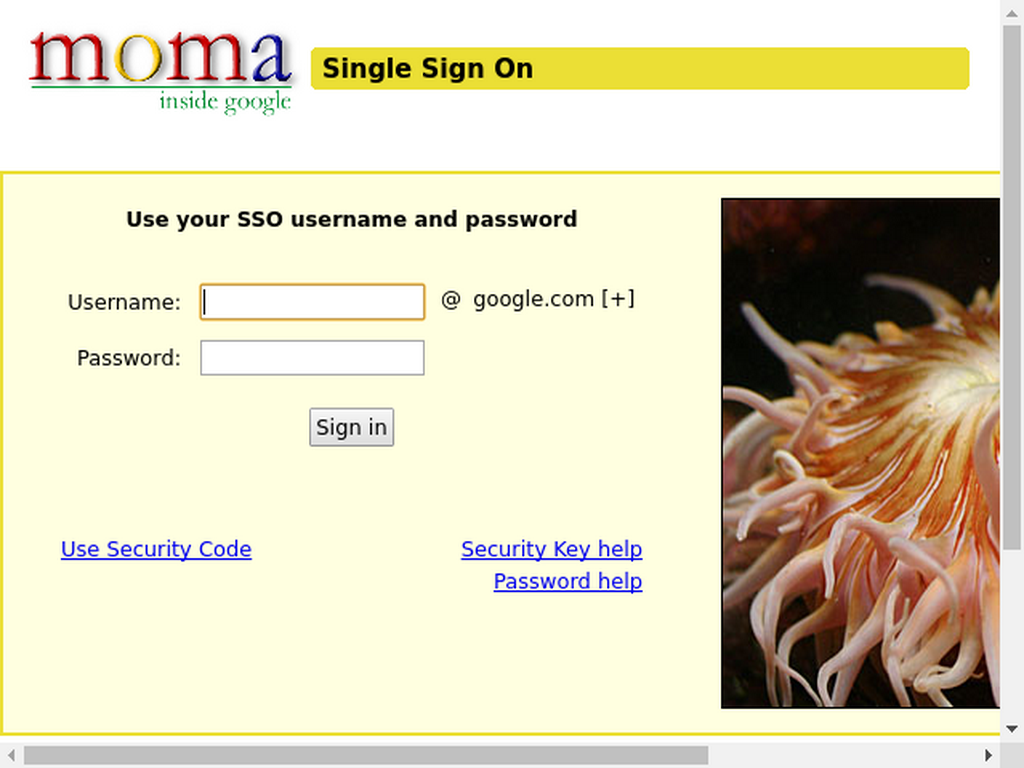 moma
inside google
Single Sign On
Use your SSO username and password
Username: @ google.com [+]
Password:
Sign in
Use Security Code
Security Key help
Password help